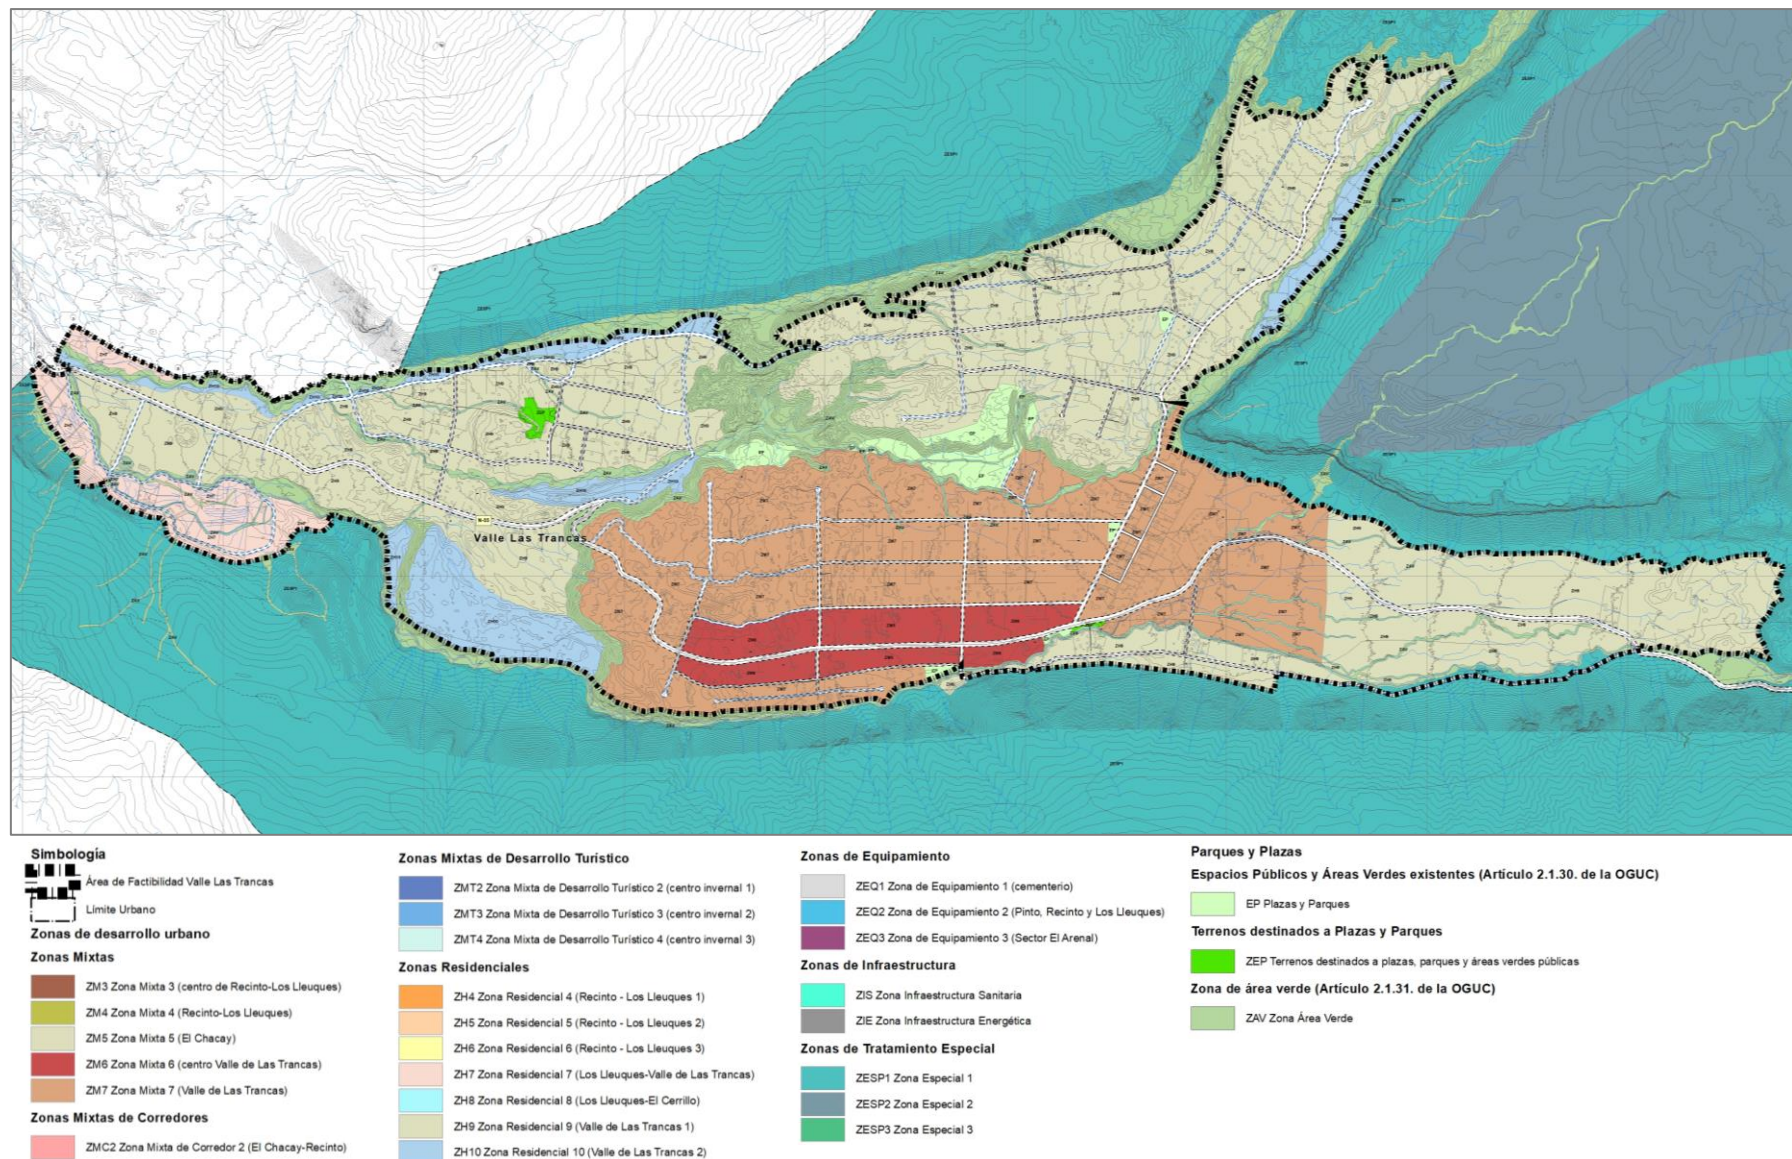 N-55
Valle Las Trancas
Simbología
Área de Factibilidad Valle Las Trancas
Límite Urbano
Zonas de desarrollo urbano
Zonas Mixtas
ZM3 Zona Mixta 3 (centro de Recinto-Los Lleuques)
ZM4 Zona Mixta 4 (Recinto-Los Lleuques)
ZM5 Zona Mixta 5 (El Chacay)
ZM6 Zona Mixta 6 (centro Valle de Las Trancas)
ZM7 Zona Mixta 7 (Valle de Las Trancas)
Zonas Mixtas de Corredores
ZMC2 Zona Mixta de Corredor 2 (El Chacay-Recinto)
Zonas Mixtas de Desarrollo Turístico
ZMT2 Zona Mixta de Desarrollo Turístico 2 (centro invernal 1)
ZMT3 Zona Mixta de Desarrollo Turístico 3 (centro invernal 2)
ZMT4 Zona Mixta de Desarrollo Turístico 4 (centro invernal 3)
Zonas Residenciales
ZH4 Zona Residencial 4 (Recinto - Los Lleuques 1)
ZH5 Zona Residencial 5 (Recinto - Los Lleuques 2)
ZH6 Zona Residencial 6 (Recinto - Los Lleuques 3)
ZH7 Zona Residencial 7 (Los Lleuques-Valle de Las Trancas)
ZH8 Zona Residencial 8 (Los Lleuques-El Cerrillo)
ZH9 Zona Residencial 9 (Valle de Las Trancas 1)
ZH10 Zona Residencial 10 (Valle de Las Trancas 2)
Zonas de Equipamiento
ZEQ1 Zona de Equipamiento 1 (cementerio)
ZEQ2 Zona de Equipamiento 2 (Pinto, Recinto y Los Lleuques)
ZEQ3 Zona de Equipamiento 3 (Sector El Arenal)
Zonas de Infraestructura
ZIS Zona Infraestructura Sanitaria
ZIE Zona Infraestructura Energética
Zonas de Tratamiento Especial
ZESP1 Zona Especial 1
ZESP2 Zona Especial 2
ZESP3 Zona Especial 3
Parques y Plazas
Espacios Públicos y Áreas Verdes existentes (Artículo 2.1.30. de la OGUC)
EP Plazas y Parques
Terrenos destinados a Plazas y Parques
ZEP Terrenos destinados a plazas, parques y áreas verdes públicas
Zona de área verde (Artículo 2.1.31. de la OGUC)
ZAV Zona Área Verde